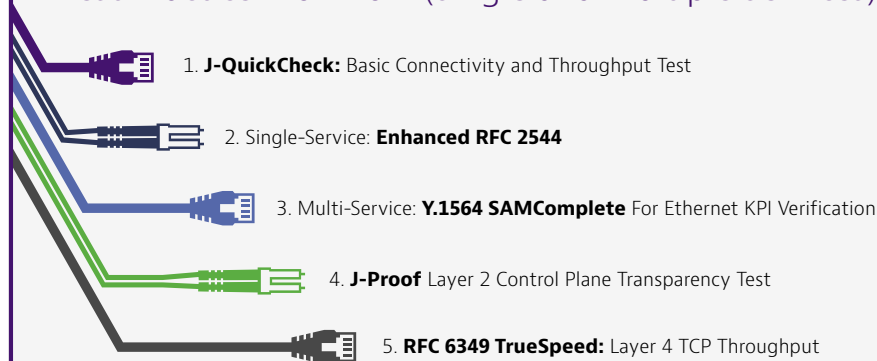 1. J-QuickCheck: Basic Connectivity and Throughput Test
2. Single-Service: Enhanced RFC 2544
3. Multi-Service: Y.1564 SAMComplete For Ethernet KPI Verification
4. J-Proof Layer 2 Control Plane Transparency Test
5. RFC 6349 TrueSpeed: Layer 4 TCP Throughput